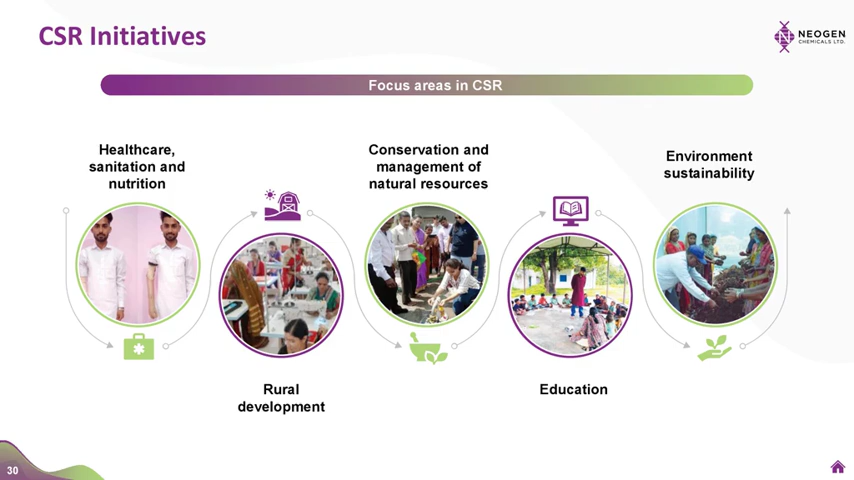 CSR Initiatives
NEOGEN
CHEMICALS LTD.
Focus areas in CSR
Healthcare,
sanitation and
nutrition
Rural
development
Conservation and
management of
natural resources
Education
Environment
sustainability
30